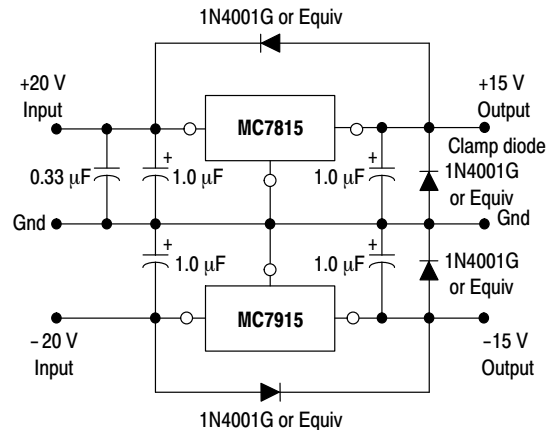 1N4001G or Equiv
+20 V
Input
+15 V
Output
MC7815
Clamp diode
+
+
0.33 μF
1.0 μF
1.0 μF
1N4001G
or Equiv
Gnd
Gnd
+
+
1.0 μF
1.0 μF
1N4001G
or Equiv
MC7915
−20 V
Input
−15 V
Output
1N4001G or Equiv